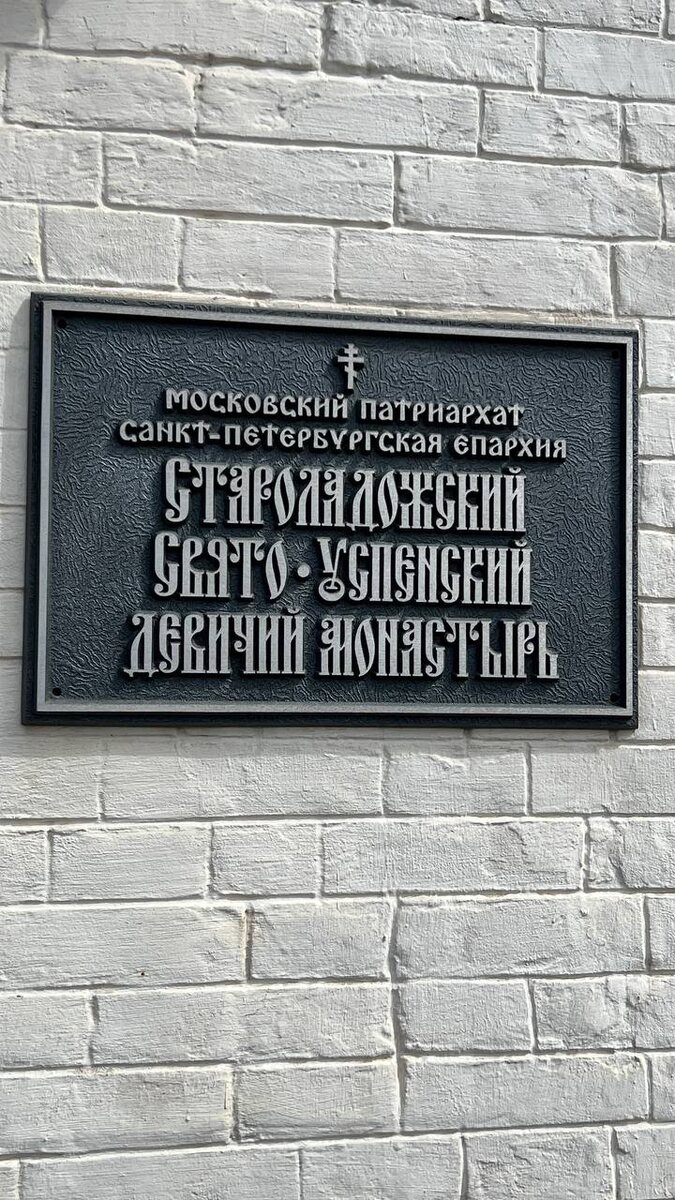 МОСКОВСКИЙ ПАТРИАРХАТ
САНКТ-ПЕТЕРБУРГСКАЯ ЕПАРХИЯ
СТАРОЛАДОЖСКИЙ
СВЯТО·УСПЕНСКИЙ
ДЕВИЧИЙ МОНАСТЫРЬ